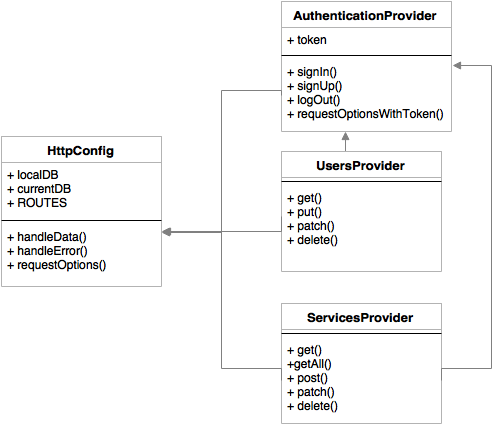 AuthenticationProvider
+ token
+ signIn()
+ signUp()
+ logOut()
+ requestOptionsWithToken()
HttpConfig
+ localDB
+ currentDB
+ ROUTES
+ handleData()
+ handleError()
+ requestOptions()
UsersProvider
+ get()
+ put()
+ patch()
+ delete()
ServicesProvider
+ get()
+getAll()
+ post()
+ patch()
+ delete()